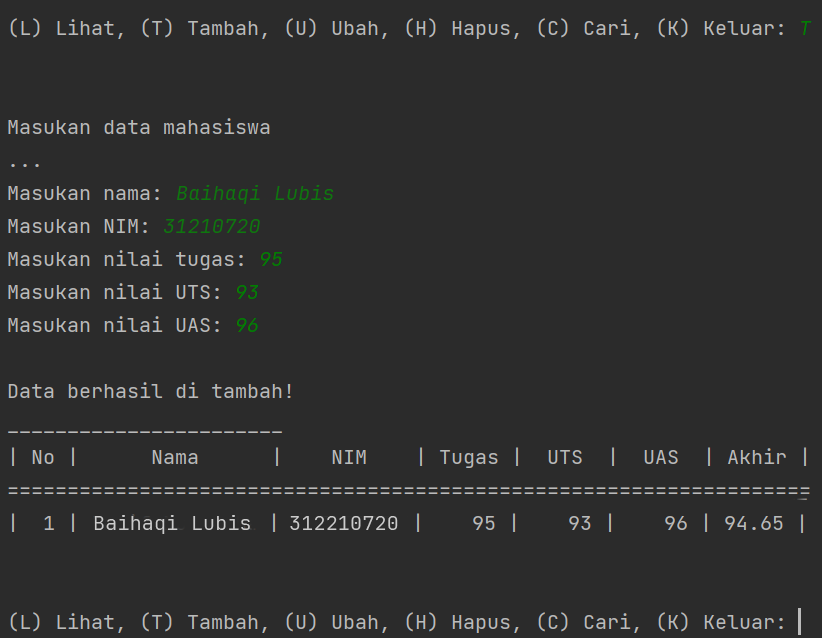 (L) Lihat, (T) Tambah, (U) Ubah, (H) Hapus, (C) Cari, (K) Keluar: T
Masukan data mahasiswa
...
Masukan nama: Baihaqi Lubis
Masukan NIM: 31210720
Masukan nilai tugas: 95
Masukan nilai UTS: 93
Masukan nilai UAS: 96
Data berhasil di tambah!
_______________________
| No | Nama | NIM | Tugas | UTS | UAS | Akhir |
===================================================================
| 1 | Baihaqi Lubis | 312210720 | 95 | 93 | 96 | 94.65 |
(L) Lihat, (T) Tambah, (U) Ubah, (H) Hapus, (C) Cari, (K) Keluar: